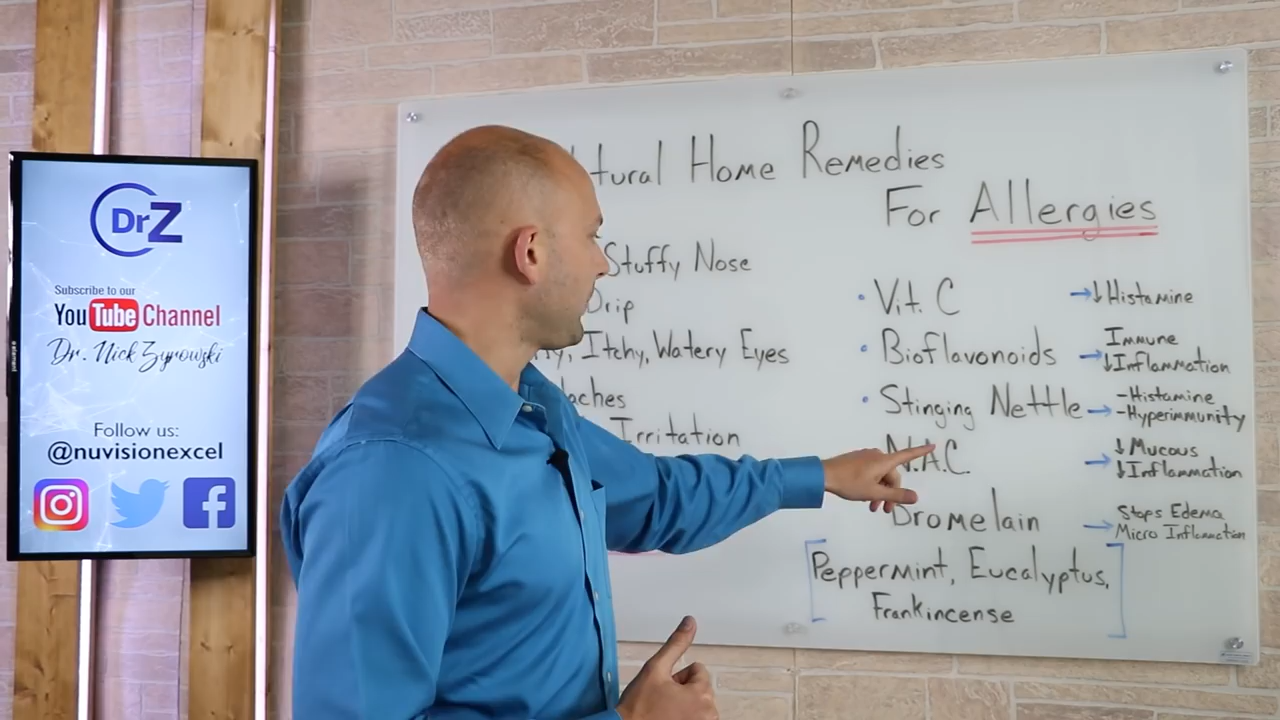 DrZ
Subscribe to our
YouTube Channel
Dr. Nick Zyrowski
Follow us:
@nuvisionexcel
Home Remedies
For Allergies
Stuffy Nose
Drip
Itchy, Watery Eyes
Irritation
• Vit. C → ↓ Histamine
• Bioflavonoids → Immune
↓ Inflammation
• Stinging Nettle → - Histamine
- Hyperimmunity
N.A.C. → ↓ Mucous
↓ Inflammation
Bromelain → Stops Edema
Micro Inflammation
[Peppermint, Eucalyptus,
Frankincense]